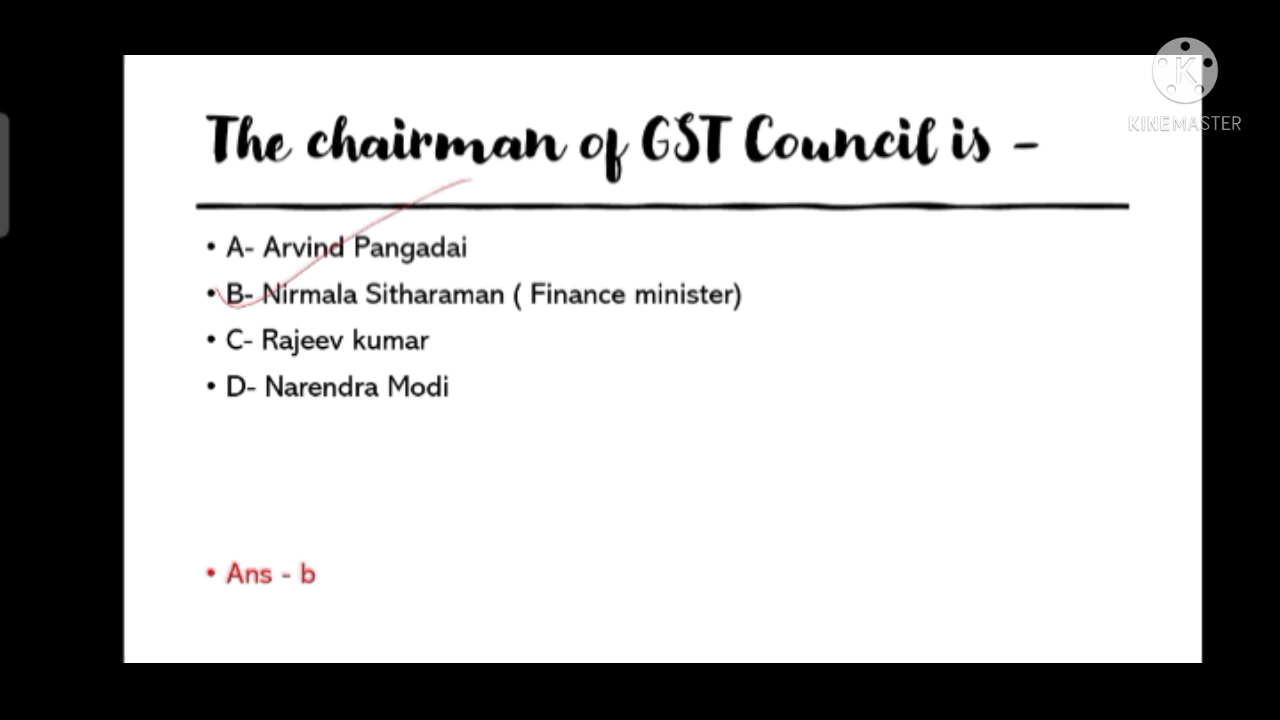 The chairman of GST Council is -
• A- Arvind Pangadai
• B- Nirmala Sitharaman ( Finance minister)
• C- Rajeev kumar
• D- Narendra Modi
• Ans - b
K
KINEMASTER